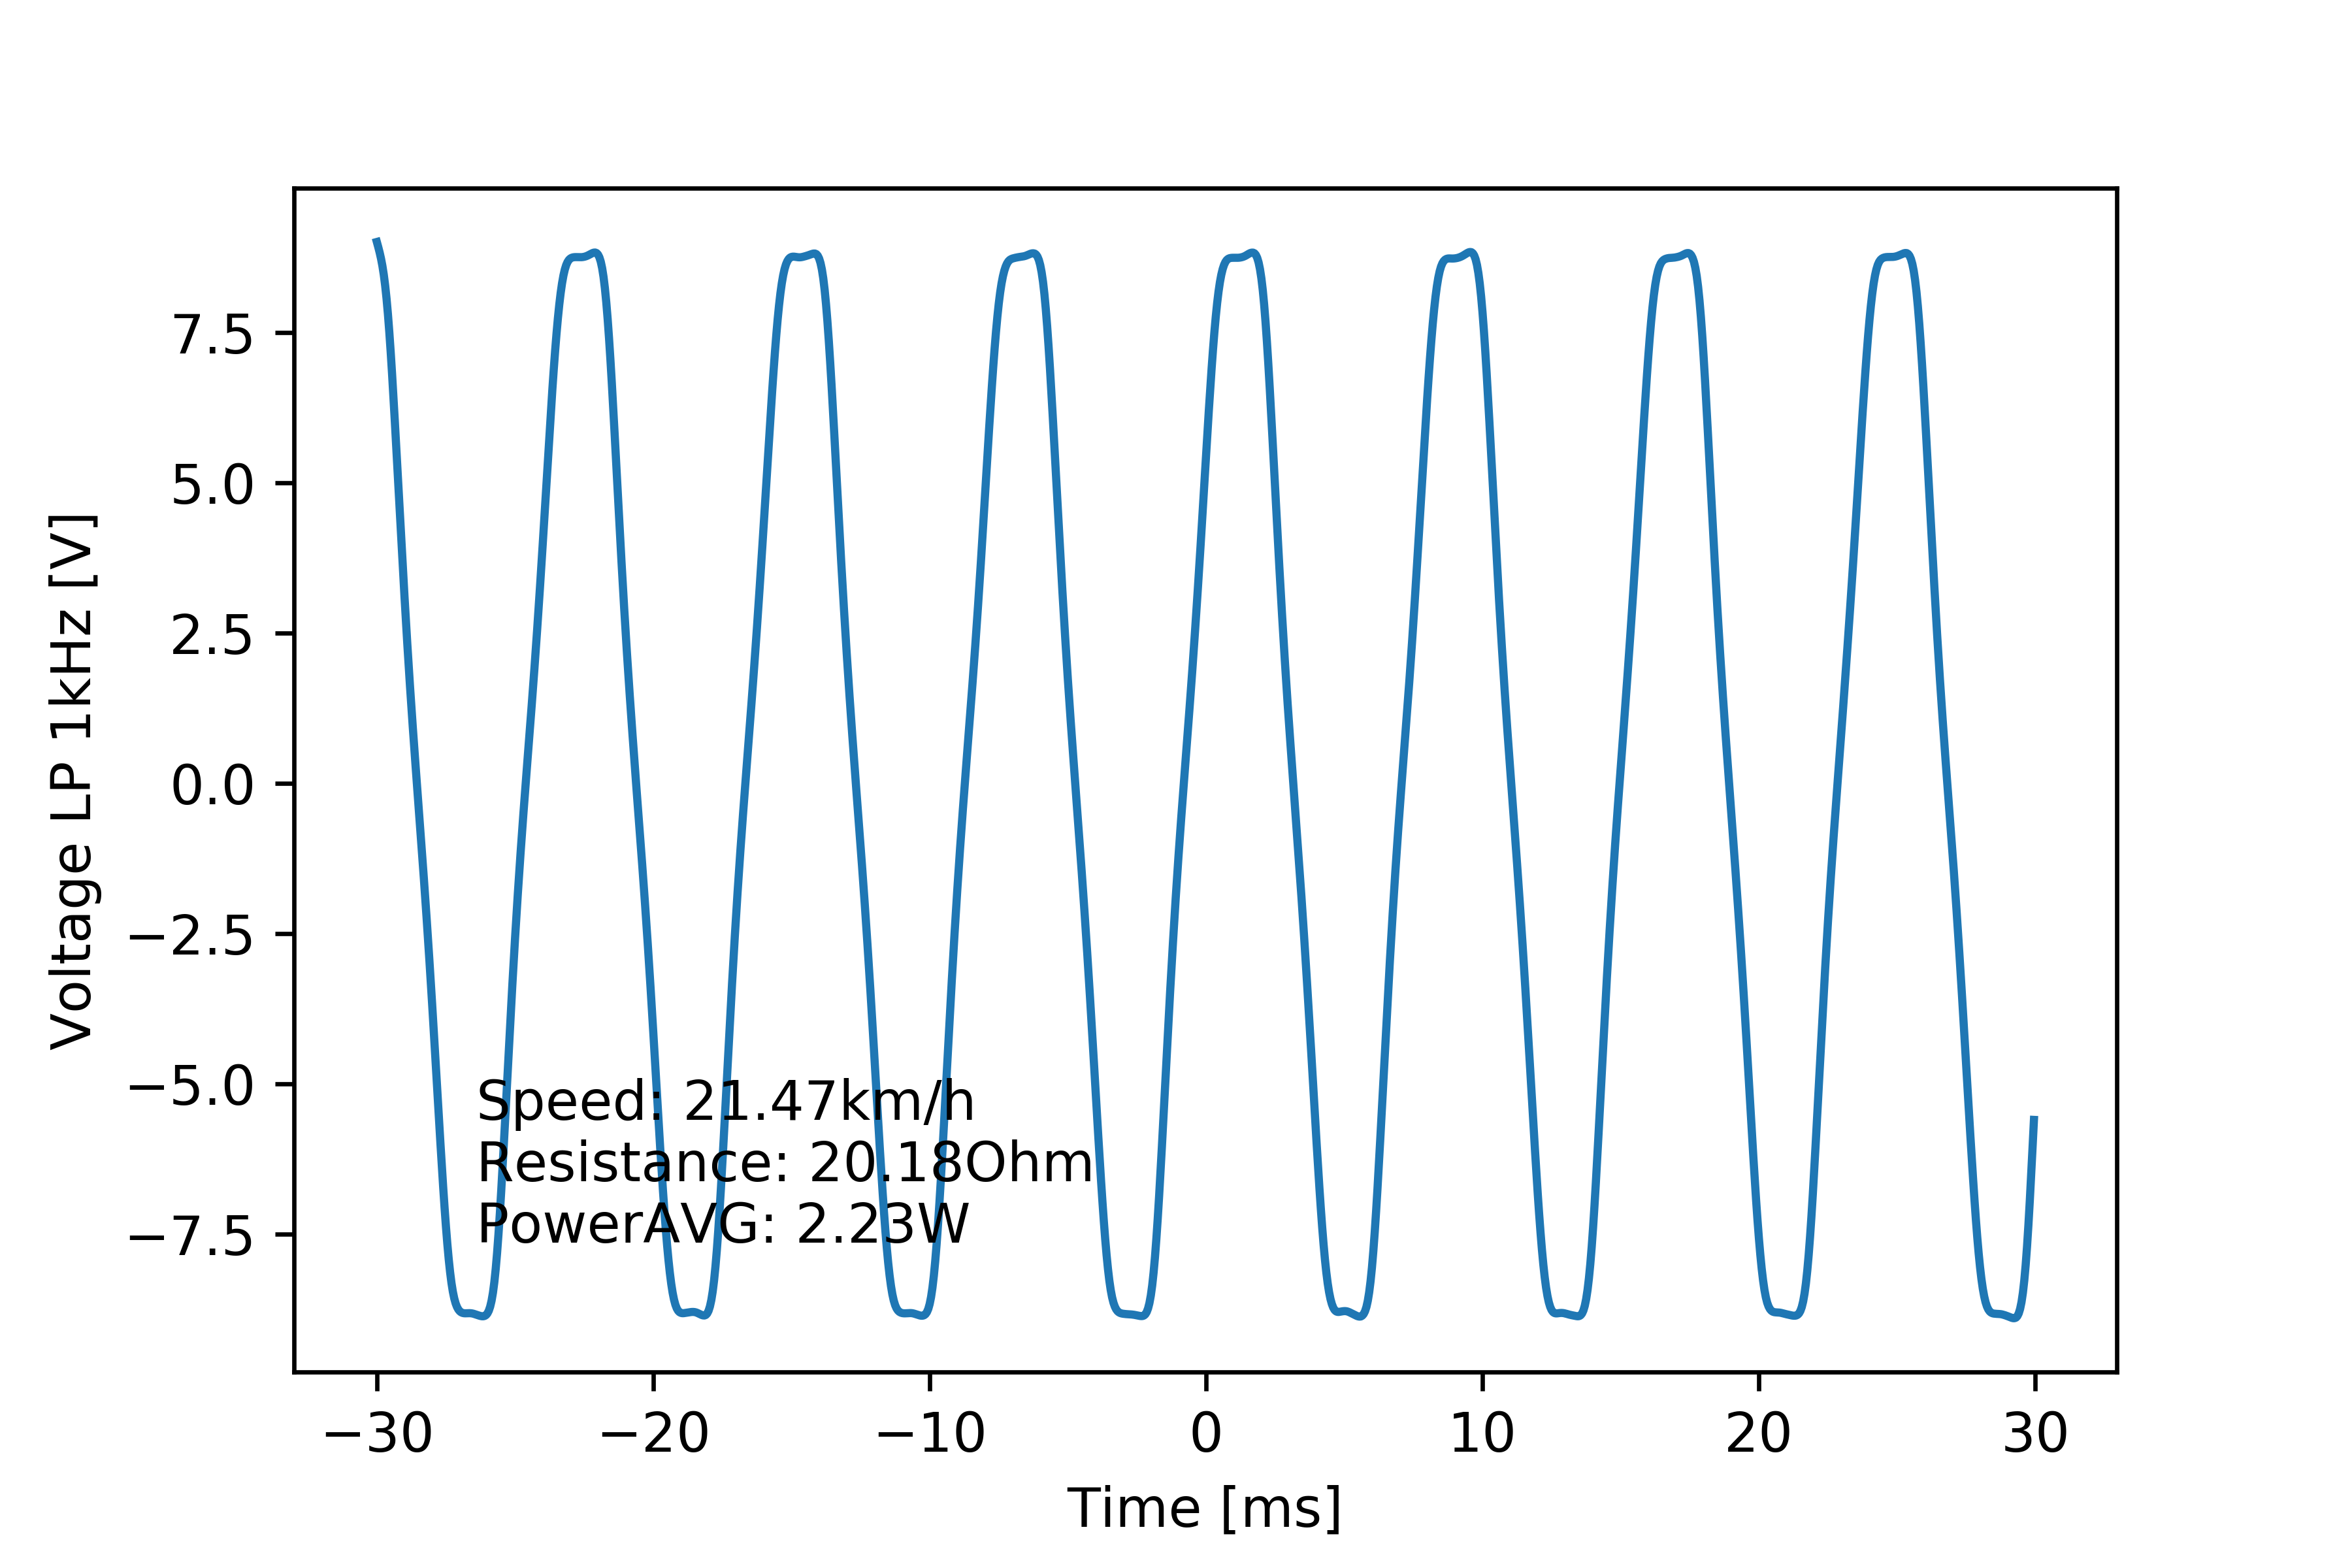 Voltage LP 1kHz [V]
7.5
5.0
2.5
0.0
−2.5
−5.0
−7.5
Speed: 21.47km/h
Resistance: 20.18Ohm
PowerAVG: 2.23W
−30 −20 −10 0 10 20 30
Time [ms]